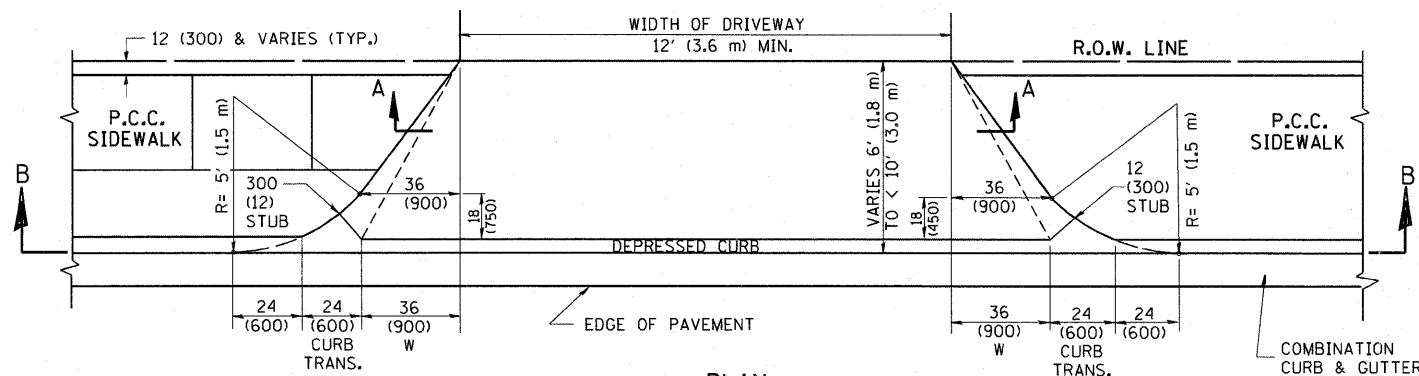 WIDTH OF DRIVEWAY
12' (3.6 m) MIN.
12 (300) & VARIES (TYP.)
R.O.W. LINE
A
A
P.C.C.
SIDEWALK
P.C.C.
SIDEWALK
R= 5' (1.5 m)
VARIES 6' (1.8 m)
TO < 10' (3.0 m)
R= 5' (1.5 m)
B
B
300
(12)
STUB
36
(900)
18
(750)
36
(900)
18
(450)
12
(300)
STUB
DEPRESSED CURB
24
(600)
24
(600)
CURB
TRANS.
36
(900)
W
EDGE OF PAVEMENT
36
(900)
W
24
(600)
CURB
TRANS.
24
(600)
COMBINATION
CURB & GUTTER
PLAN